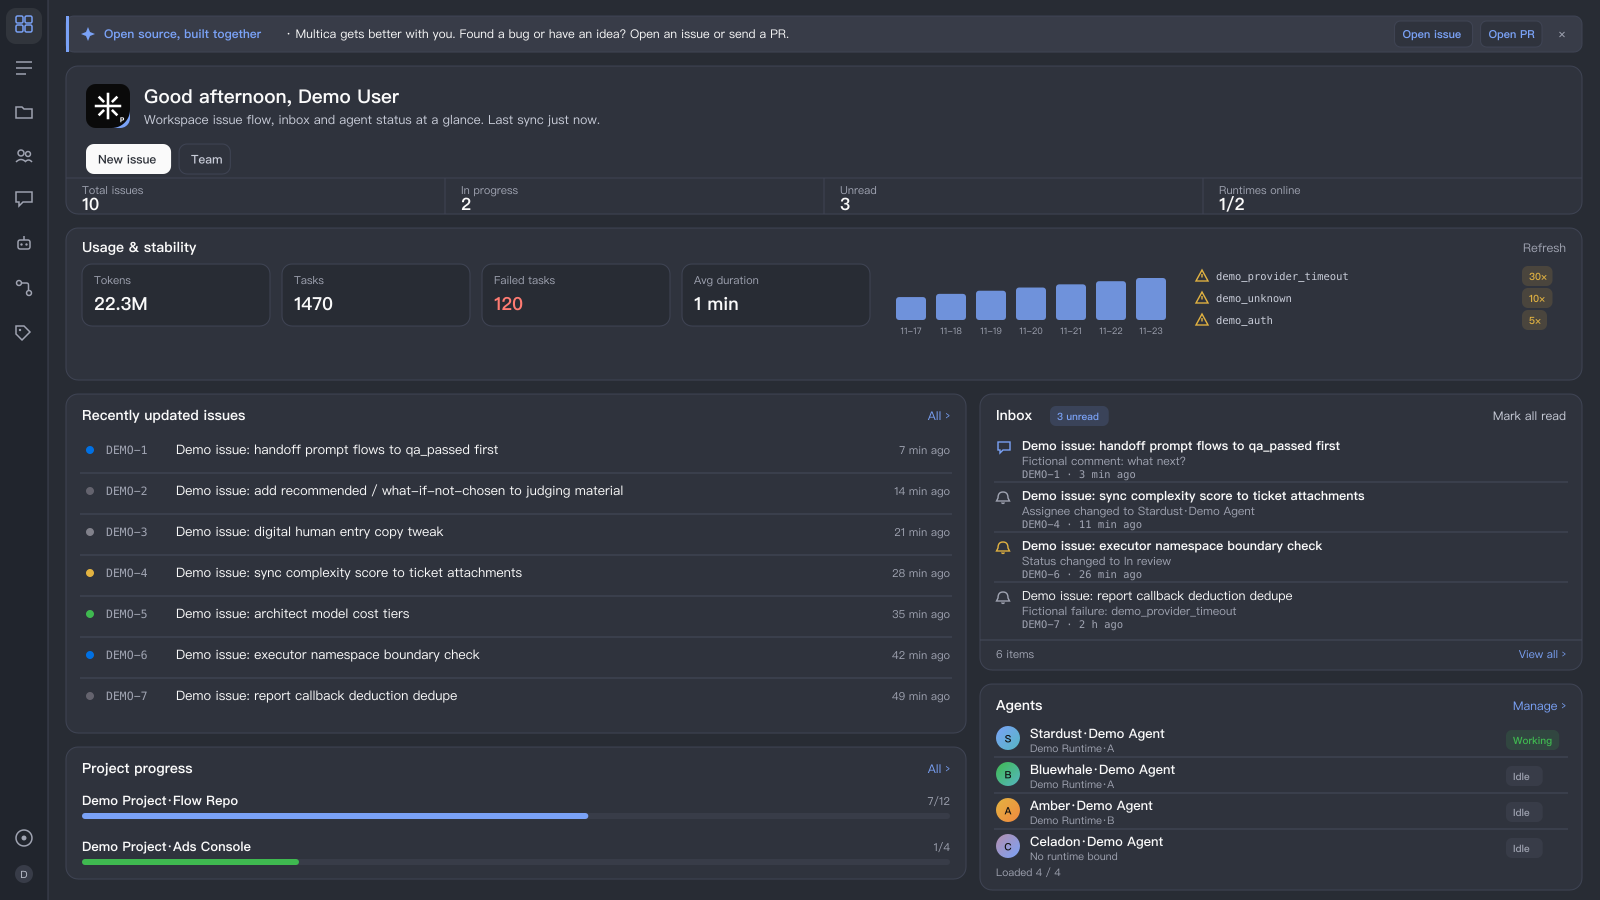 Open source, built together · Multica gets better with you. Found a bug or have an idea? Open an issue or send a PR.
Open issue
Open PR
×
P
Good afternoon, Demo User
Workspace issue flow, inbox and agent status at a glance. Last sync just now.
New issue
Team
Total issues
10
In progress
2
Unread
3
Runtimes online
1/2
Usage & stability
Refresh
Tokens
22.3M
Tasks
1470
Failed tasks
120
Avg duration
1 min
11-17 11-18 11-19 11-20 11-21 11-22 11-23
demo_provider_timeout 30×
demo_unknown 10×
demo_auth 5×
Recently updated issues
All ›
DEMO-1 Demo issue: handoff prompt flows to qa_passed first 7 min ago
DEMO-2 Demo issue: add recommended / what-if-not-chosen to judging material 14 min ago
DEMO-3 Demo issue: digital human entry copy tweak 21 min ago
DEMO-4 Demo issue: sync complexity score to ticket attachments 28 min ago
DEMO-5 Demo issue: architect model cost tiers 35 min ago
DEMO-6 Demo issue: executor namespace boundary check 42 min ago
DEMO-7 Demo issue: report callback deduction dedupe 49 min ago
Project progress
All ›
Demo Project·Flow Repo 7/12
Demo Project·Ads Console 1/4
Inbox
3 unread
Mark all read
Demo issue: handoff prompt flows to qa_passed first
Fictional comment: what next?
DEMO-1 · 3 min ago
Demo issue: sync complexity score to ticket attachments
Assignee changed to Stardust·Demo Agent
DEMO-4 · 11 min ago
Demo issue: executor namespace boundary check
Status changed to In review
DEMO-6 · 26 min ago
Demo issue: report callback deduction dedupe
Fictional failure: demo_provider_timeout
DEMO-7 · 2 h ago
6 items
View all ›
Agents
Manage ›
S
Stardust·Demo Agent
Demo Runtime·A
Working
B
Bluewhale·Demo Agent
Demo Runtime·A
Idle
A
Amber·Demo Agent
Demo Runtime·B
Idle
C
Celadon·Demo Agent
No runtime bound
Idle
Loaded 4 / 4
D